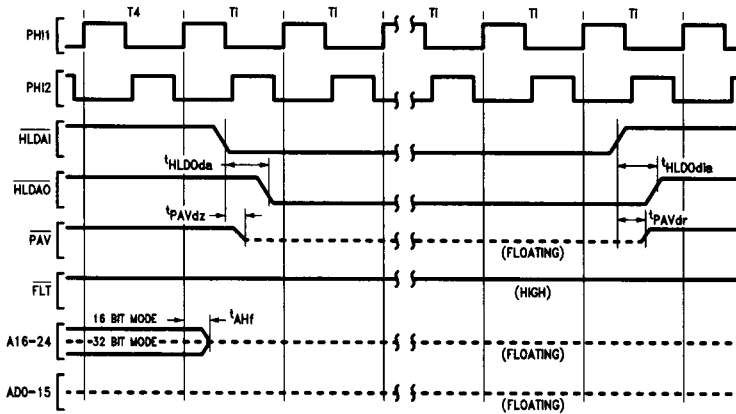 T4 Ti Ti Ti Ti Ti
PHI1
PHI2
HLDAI
tHLDOda tHLDOdia
HLDAO
tPAVdz tPAVdr
PAV
(FLOATING)
FLT
(HIGH)
16 BIT MODE tAHf
A16-24 32 BIT MODE
(FLOATING)
AD0-15
(FLOATING)